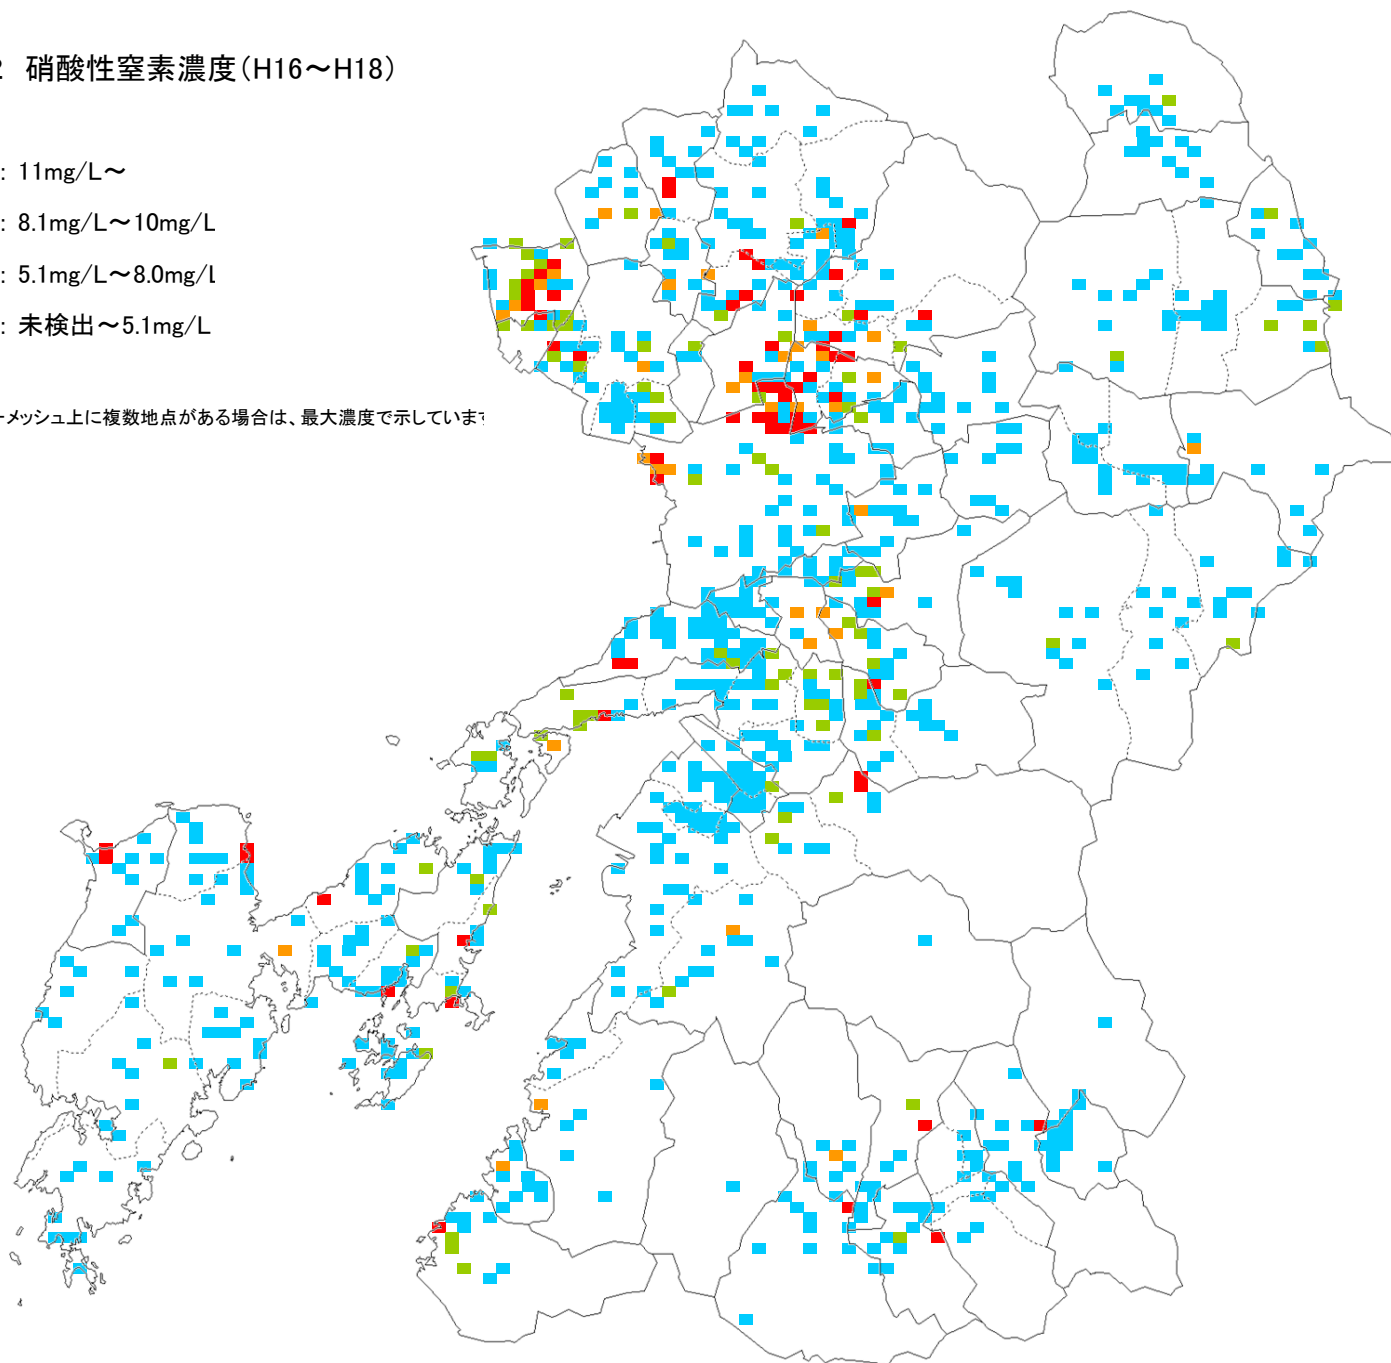 硝酸性窒素濃度(H16～H18)
: 11mg/L～
: 8.1mg/L～10mg/L
: 5.1mg/L～8.0mg/L
: 未検出～5.1mg/L
メッシュ上に複数地点がある場合は、最大濃度で示しています